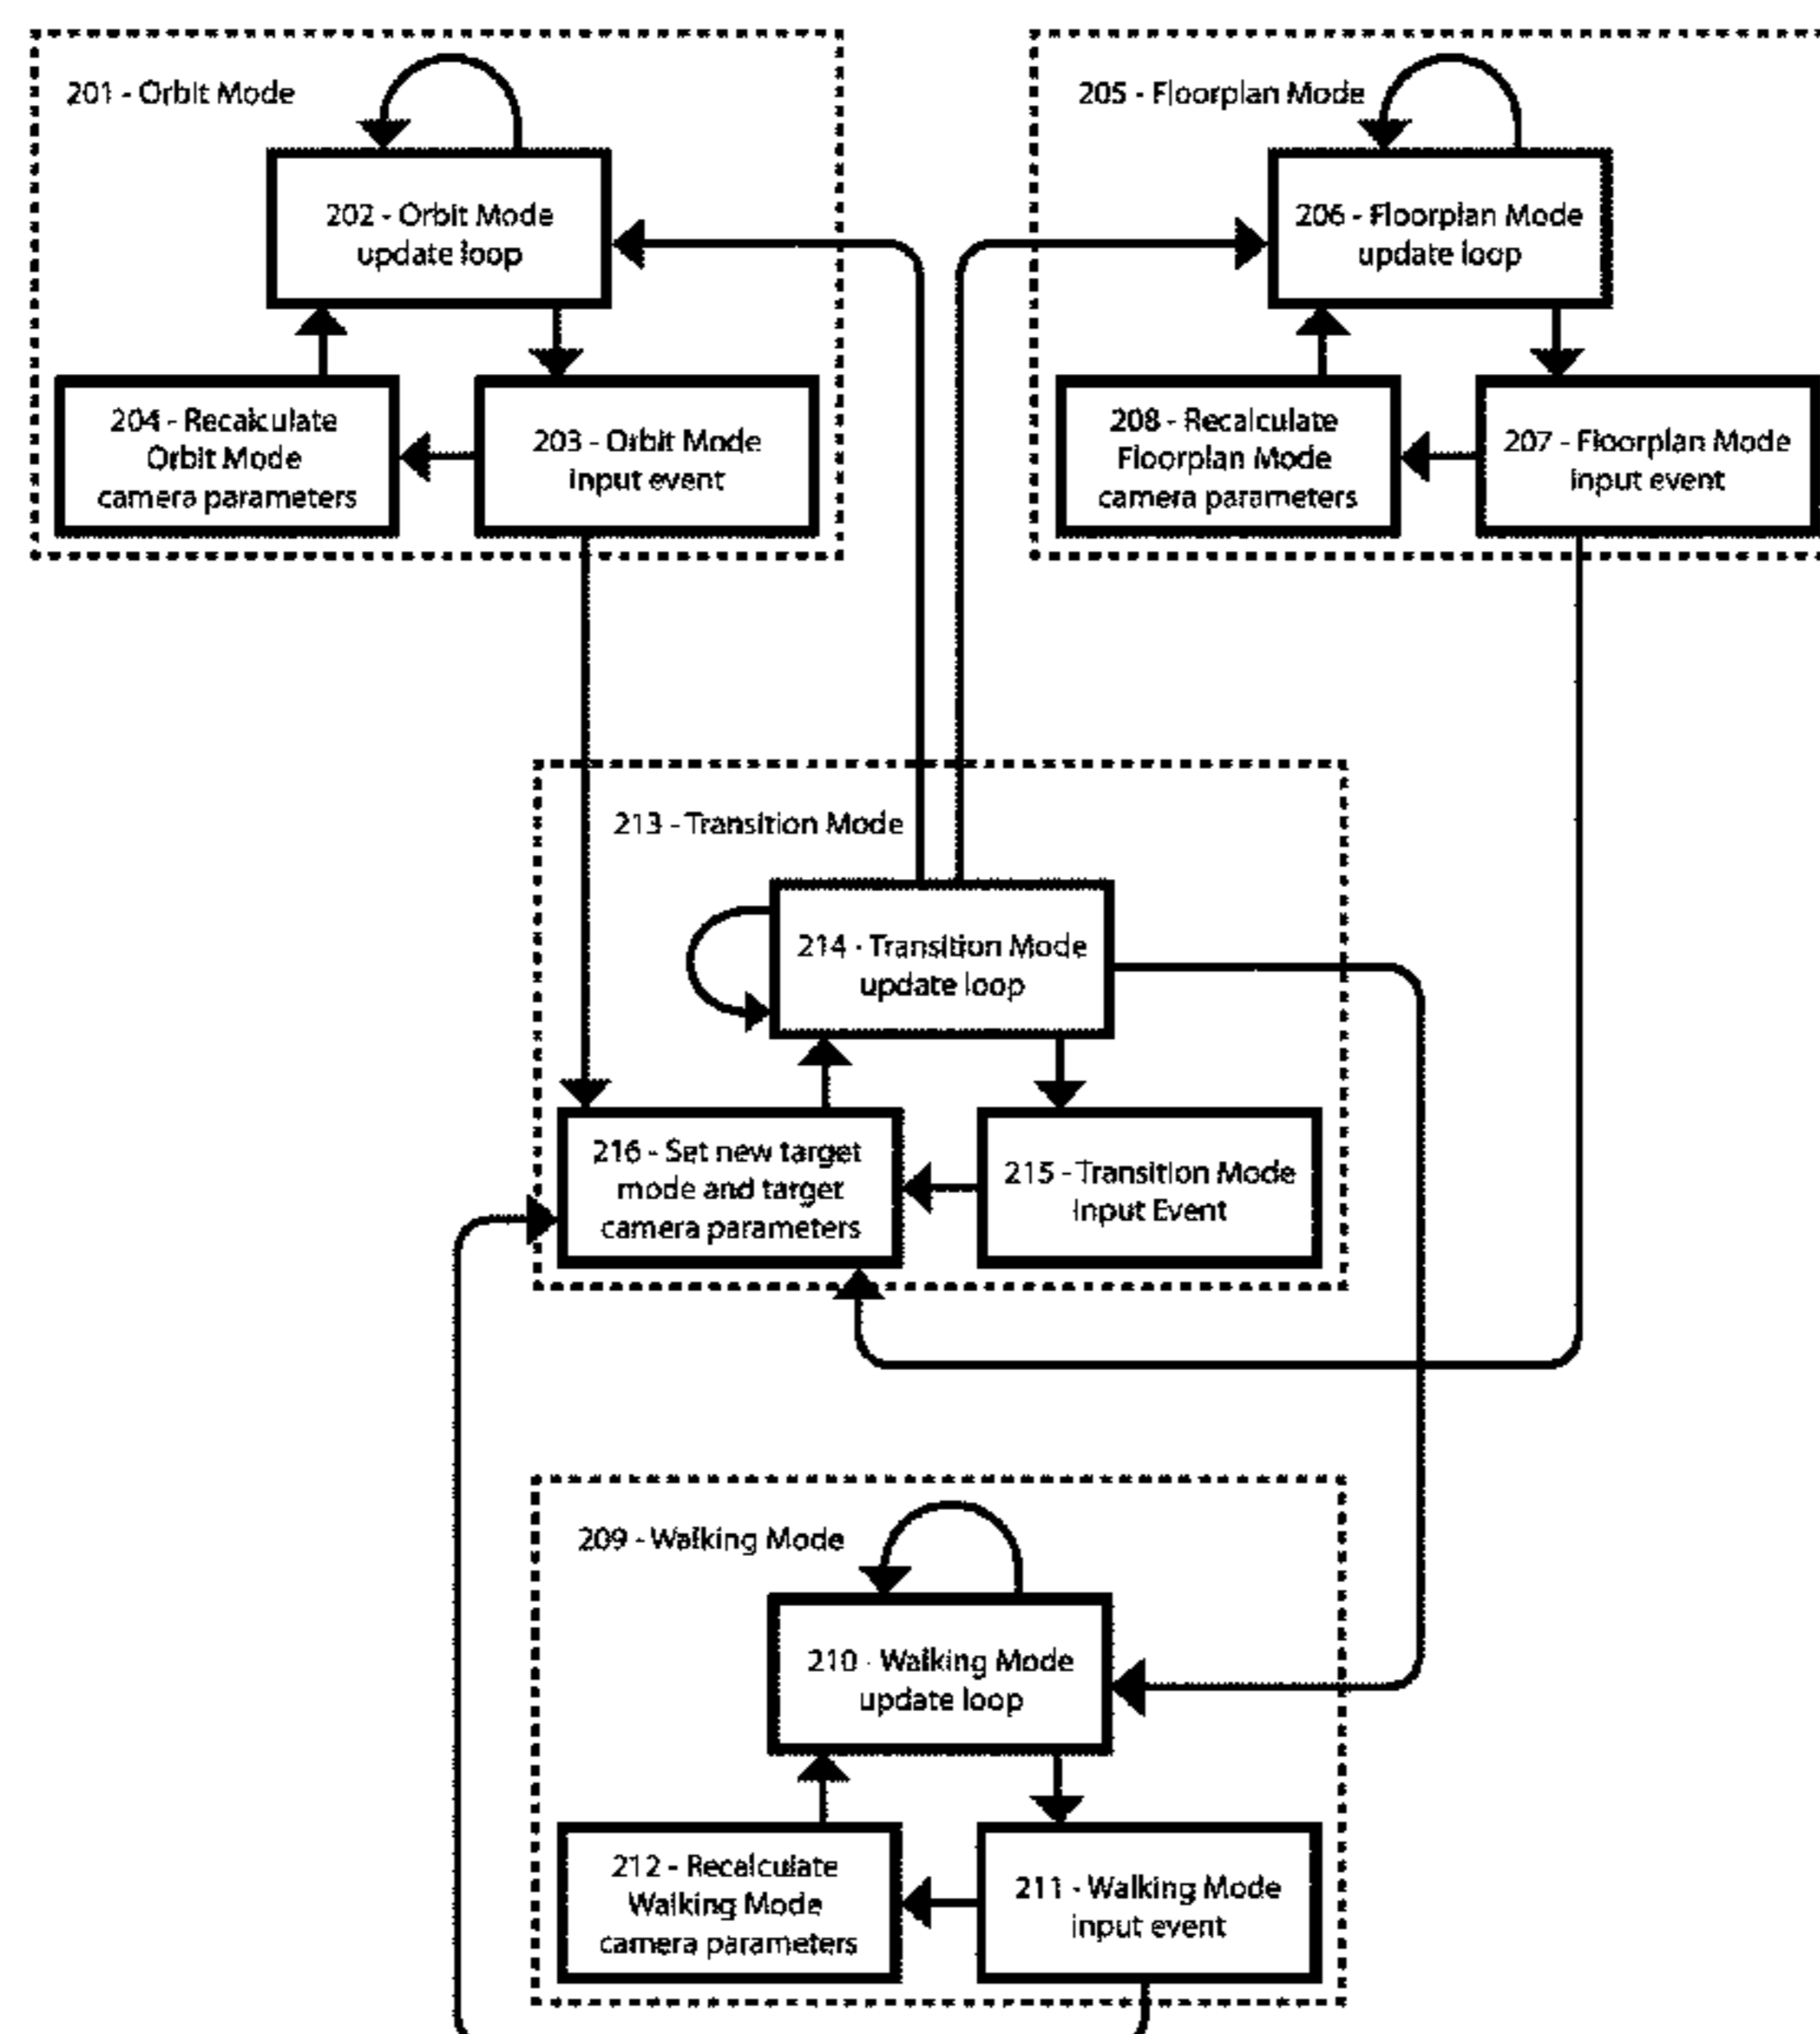 201 - Orbit Mode
202 - Orbit Mode
update loop
204 - Recalculate
Orbit Mode
camera parameters
203 - Orbit Mode
input event
205 - Floorplan Mode
206 - Floorplan Mode
update loop
208 - Recalculate
Floorplan Mode
camera parameters
207 - Floorplan Mode
input event
213 - Transition Mode
214 - Transition Mode
update loop
216 - Set new target
mode and target
camera parameters
215 - Transition Mode
Input Event
209 - Walking Mode
210 - Walking Mode
update loop
212 - Recalculate
Walking Mode
camera parameters
211 - Walking Mode
input event